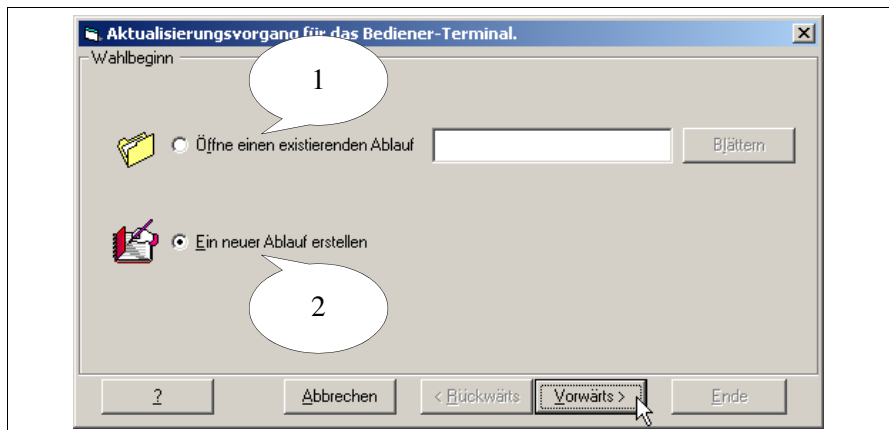 Aktualisierungsvorgang für das Bediener-Terminal.
Wahlbeginn
1
Öffne einen existierenden Ablauf
Blättern
Ein neuer Ablauf erstellen
2
?
Abbrechen
< Rückwärts
Vorwärts >
Ende